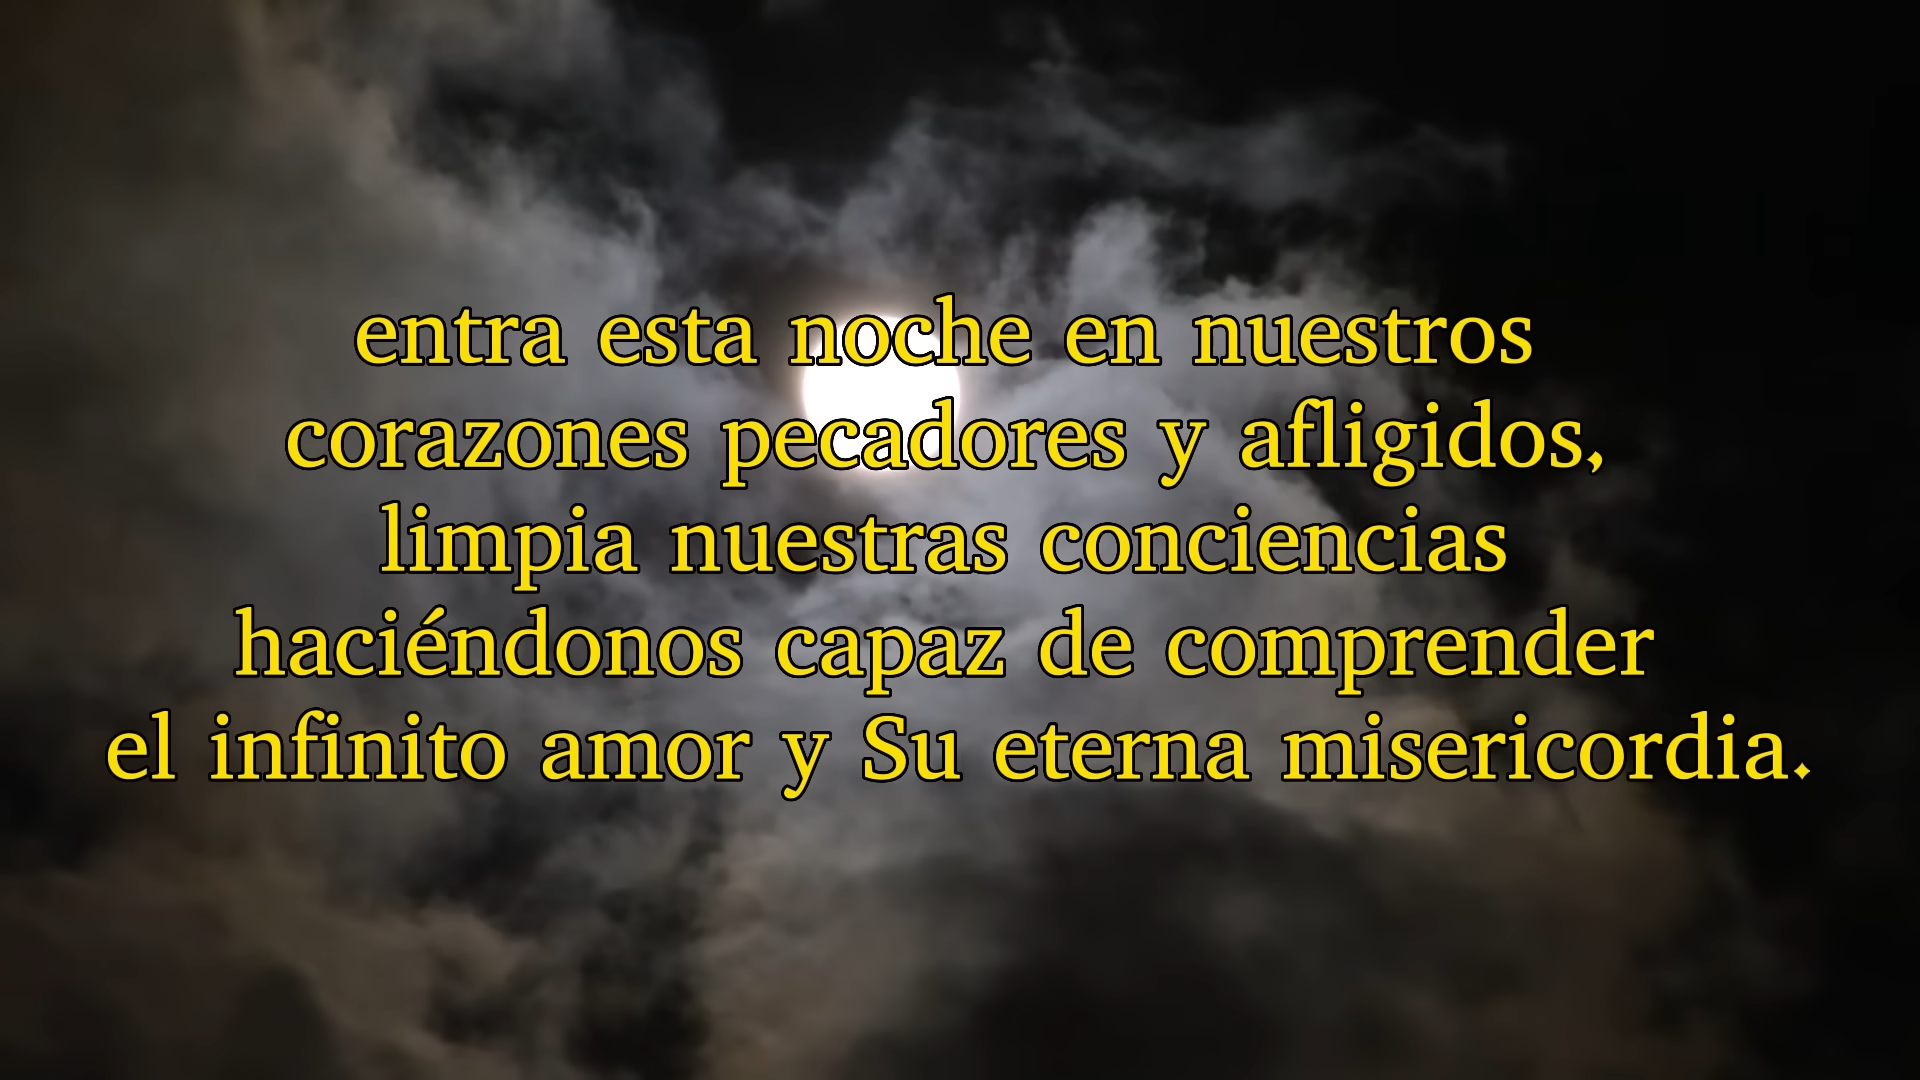 entra esta noche en nuestros
corazones pecadores y afligidos,
limpia nuestras conciencias
haciéndonos capaz de comprender
el infinito amor y Su eterna misericordia.